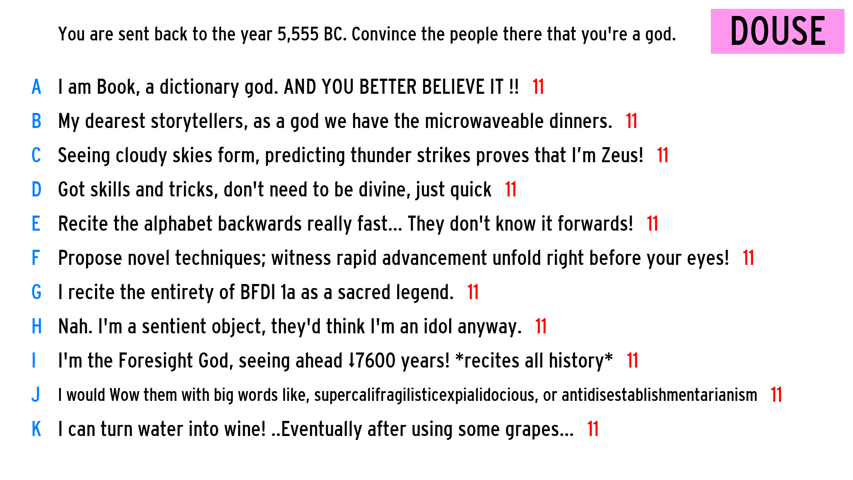 You are sent back to the year 5,555 BC. Convince the people there that you're a god.
DOUSE
A I am Book, a dictionary god. AND YOU BETTER BELIEVE IT !! 11
B My dearest storytellers, as a god we have the microwaveable dinners. 11
C Seeing cloudy skies form, predicting thunder strikes proves that I’m Zeus! 11
D Got skills and tricks, don't need to be divine, just quick 11
E Recite the alphabet backwards really fast... They don't know it forwards! 11
F Propose novel techniques; witness rapid advancement unfold right before your eyes! 11
G I recite the entirety of BFDI 1a as a sacred legend. 11
H Nah. I'm a sentient object, they'd think I'm an idol anyway. 11
I I'm the Foresight God, seeing ahead ↓7600 years! *recites all history* 11
J I would Wow them with big words like, supercalifragilisticexpialidocious, or antidisestablishmentarianism 11
K I can turn water into wine! ..Eventually after using some grapes... 11